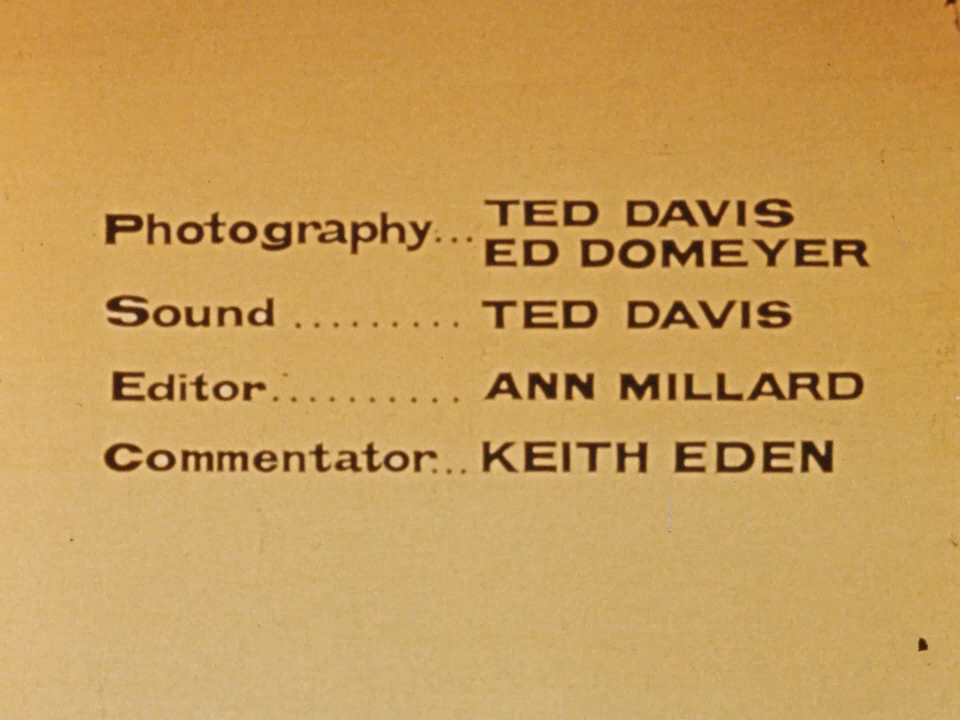 Photography... TED DAVIS
ED DOMEYER
Sound ......... TED DAVIS
Editor.......... ANN MILLARD
Commentator... KEITH EDEN